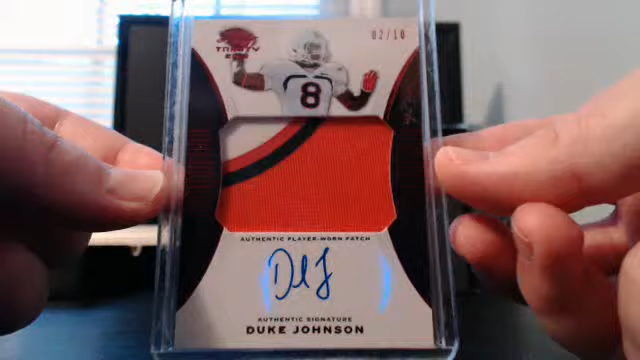 TRINITY
02/10
8
AUTHENTIC PLAYER-WORN PATCH
AUTHENTIC SIGNATURE
DUKE JOHNSON